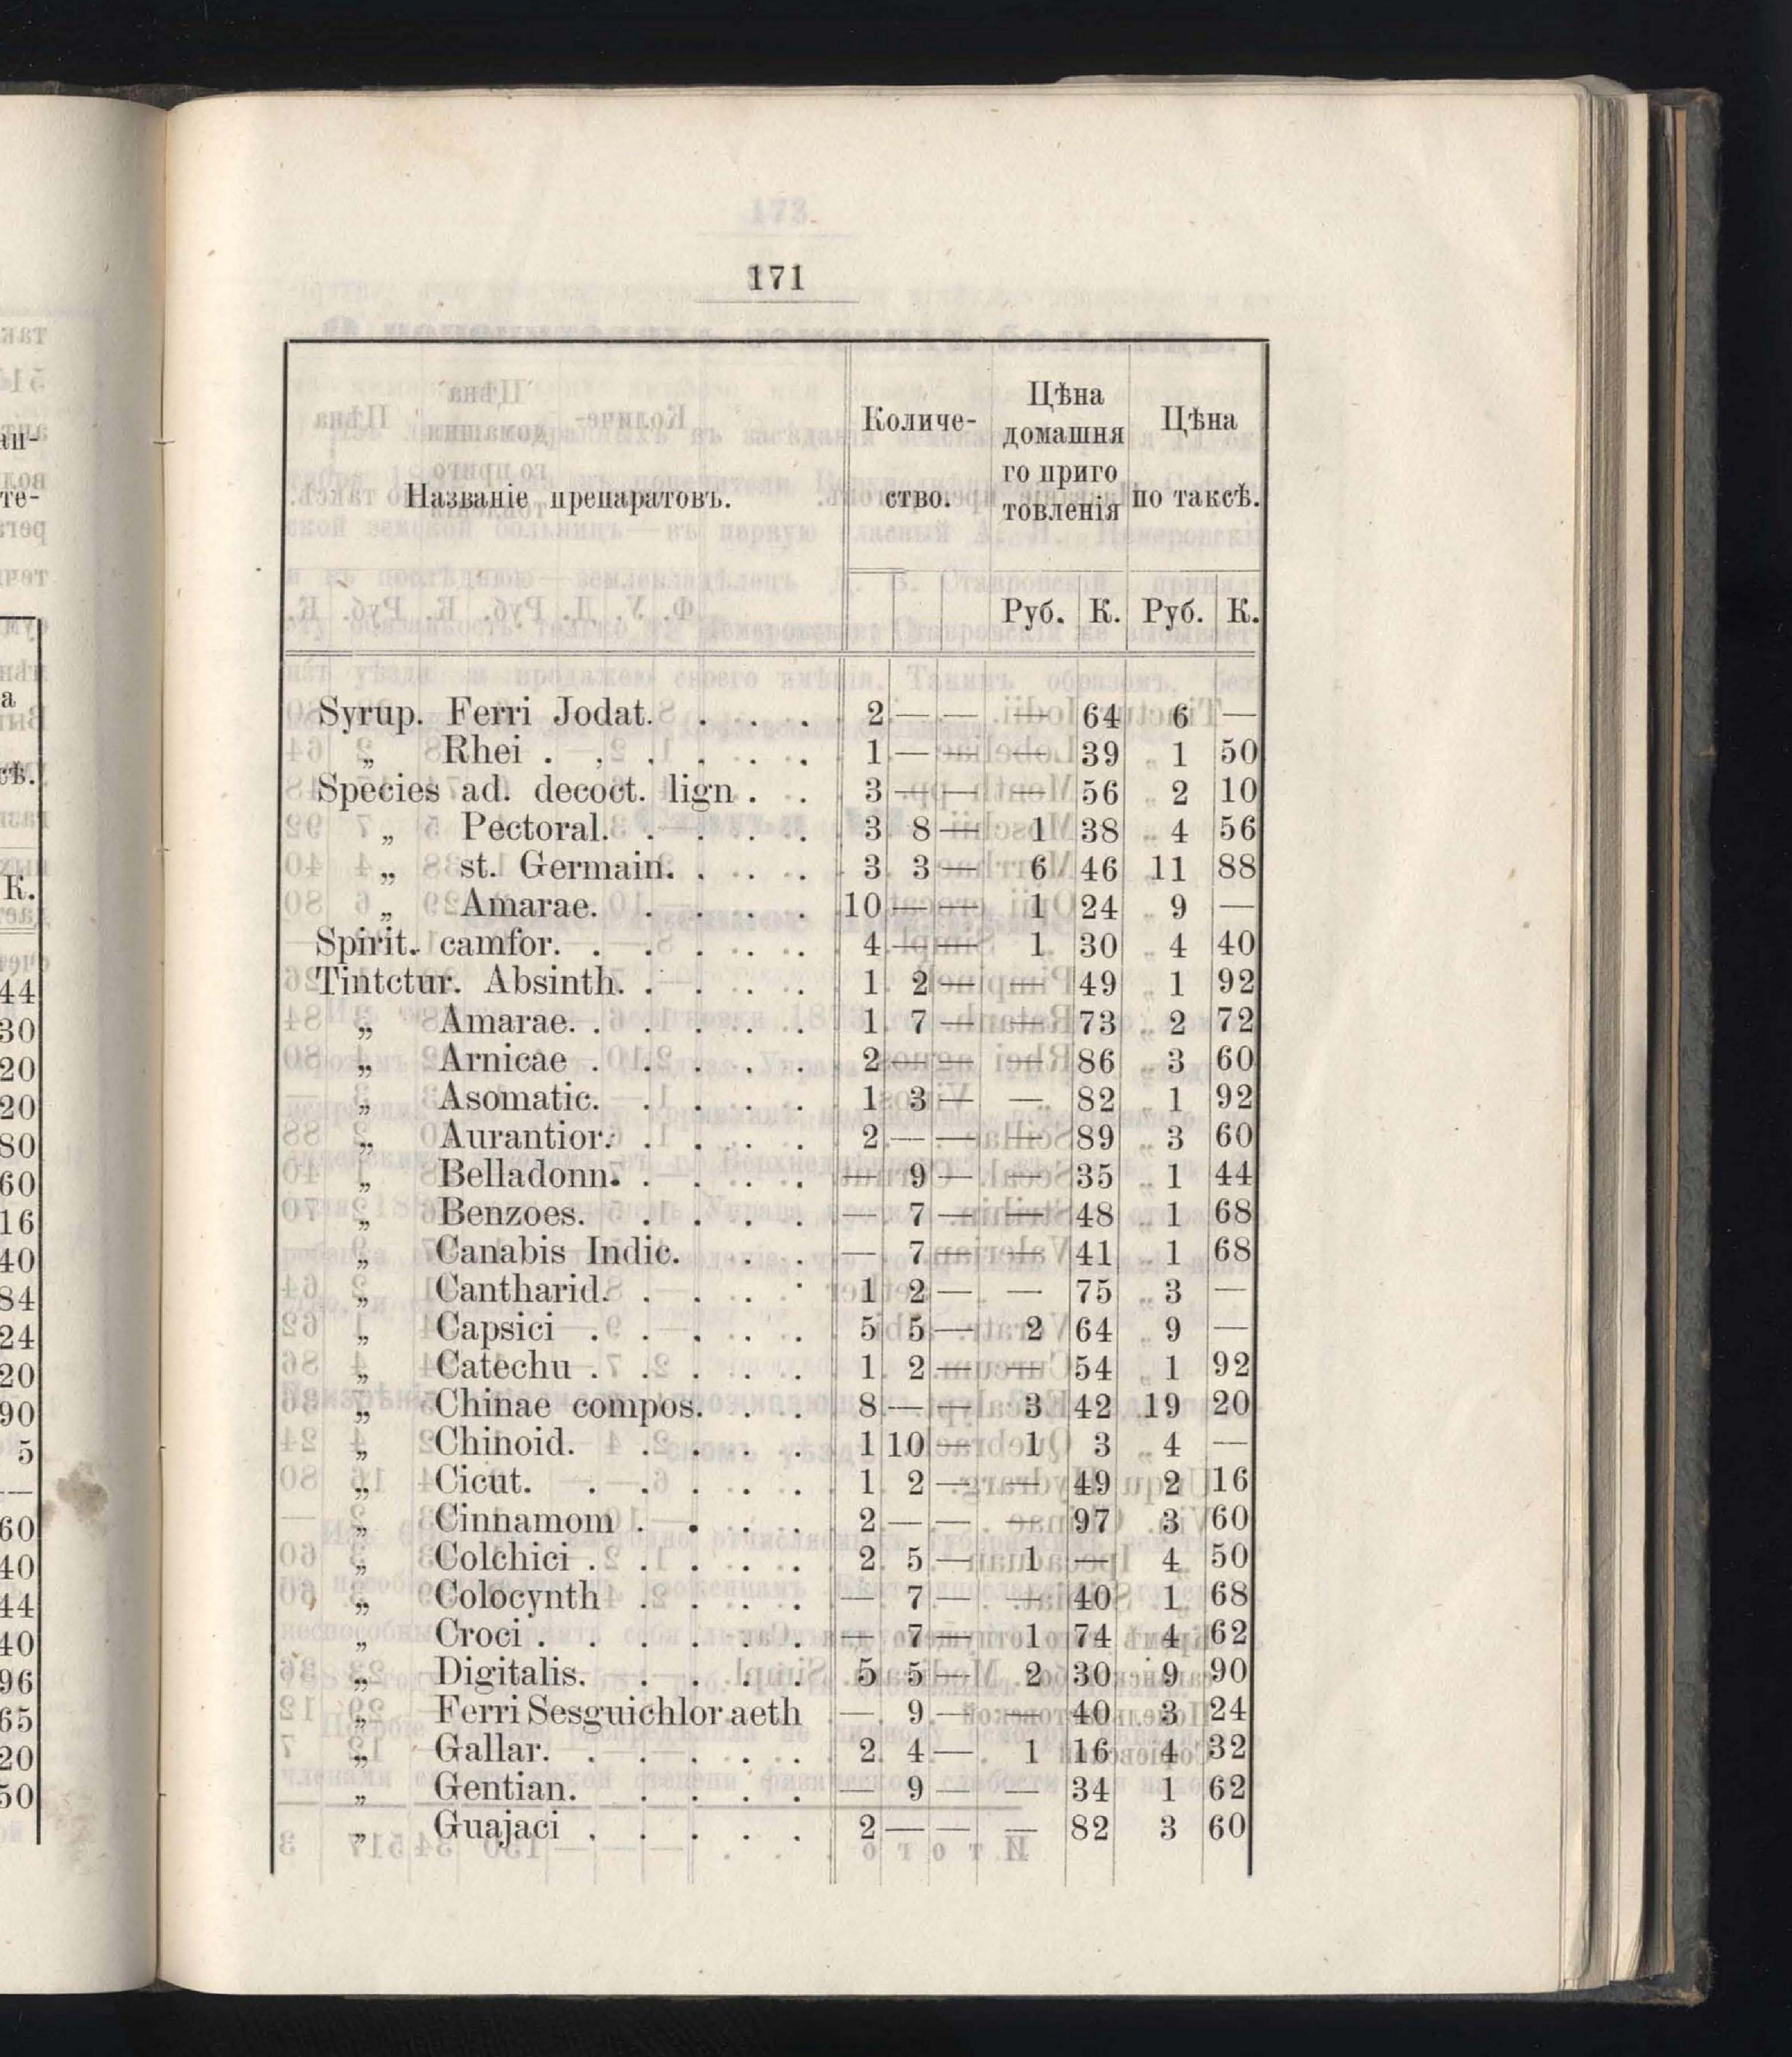 171
Названіе препаратовъ.
Количе-
ство.
Цѣна
домашня
го приго
товленія
Цѣна
по таксѣ.
Руб. К. Руб. К.
Syrup. Ferri Jodat. . . . . 2 — — — 64 6 —
„ Rhei . . . . . . . 1 — — — 39 1 50
Species ad. decoct. lign . . 3 — — — 56 2 10
„ Pectoral. . . . . . 3 8 — 1 38 4 56
„ st. Germain. . . . . 3 3 — 6 46 11 88
„ Amarae. . . . . . 10 — — 1 24 9 —
Spirit. camfor. . . . . . . 4 — — 1 30 4 40
Tintctur. Absinth. . . . . . 1 2 — — 49 1 92
„ Amarae. . . . . . . 1 7 — — 73 2 72
„ Arnicae . . . . . . 2 — — — 86 3 60
„ Asomatic. . . . . . 1 3 — — 82 1 92
„ Aurantior. . . . . . 2 — — — 89 3 60
„ Belladonn. . . . . . — 9 — — 35 1 44
„ Benzoes. . . . . . — 7 — — 48 1 68
„ Canabis Indic. . . . — 7 — — 41 1 68
„ Cantharid. . . . . . 1 2 — — 75 3 —
„ Capsici . . . . . . 5 5 — 2 64 9 —
„ Catechu . . . . . . 1 2 — — 54 1 92
„ Chinae compos. . . . 8 — — 3 42 19 20
„ Chinoid. . . . . . 1 10 — 1 3 4 —
„ Cicut. . . . . . . 1 2 — — 49 2 16
„ Cinnamom . . . . . 2 — — — 97 3 60
„ Colchici . . . . . . 2 5 — 1 — 4 50
„ Colocynth . . . . . — 7 — — 40 1 68
„ Croci . . . . . . . — 7 — 1 74 4 62
„ Digitalis. . . . . . 5 5 — 2 30 9 90
„ Ferri Sesguichlor aeth — 9 — — 40 3 24
„ Gallar. . . . . . . 2 4 — 1 16 4 32
„ Gentian. . . . . . — 9 — — 34 1 62
„ Guajaci . . . . . . 2 — — — 82 3 60